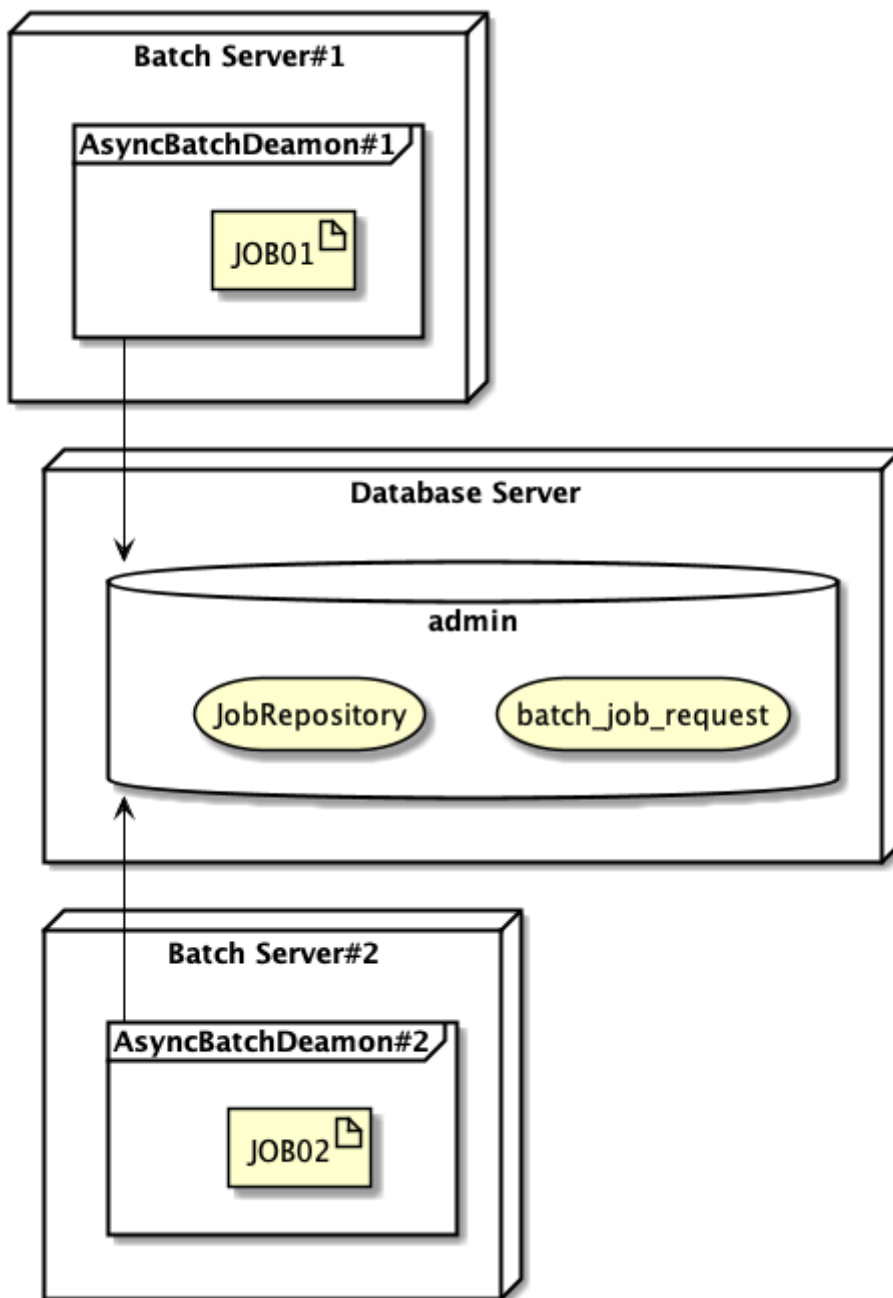 Batch Server#1
AsyncBatchDeamon#1
JOB01
Database Server
admin
JobRepository
batch_job_request
Batch Server#2
AsyncBatchDeamon#2
JOB02